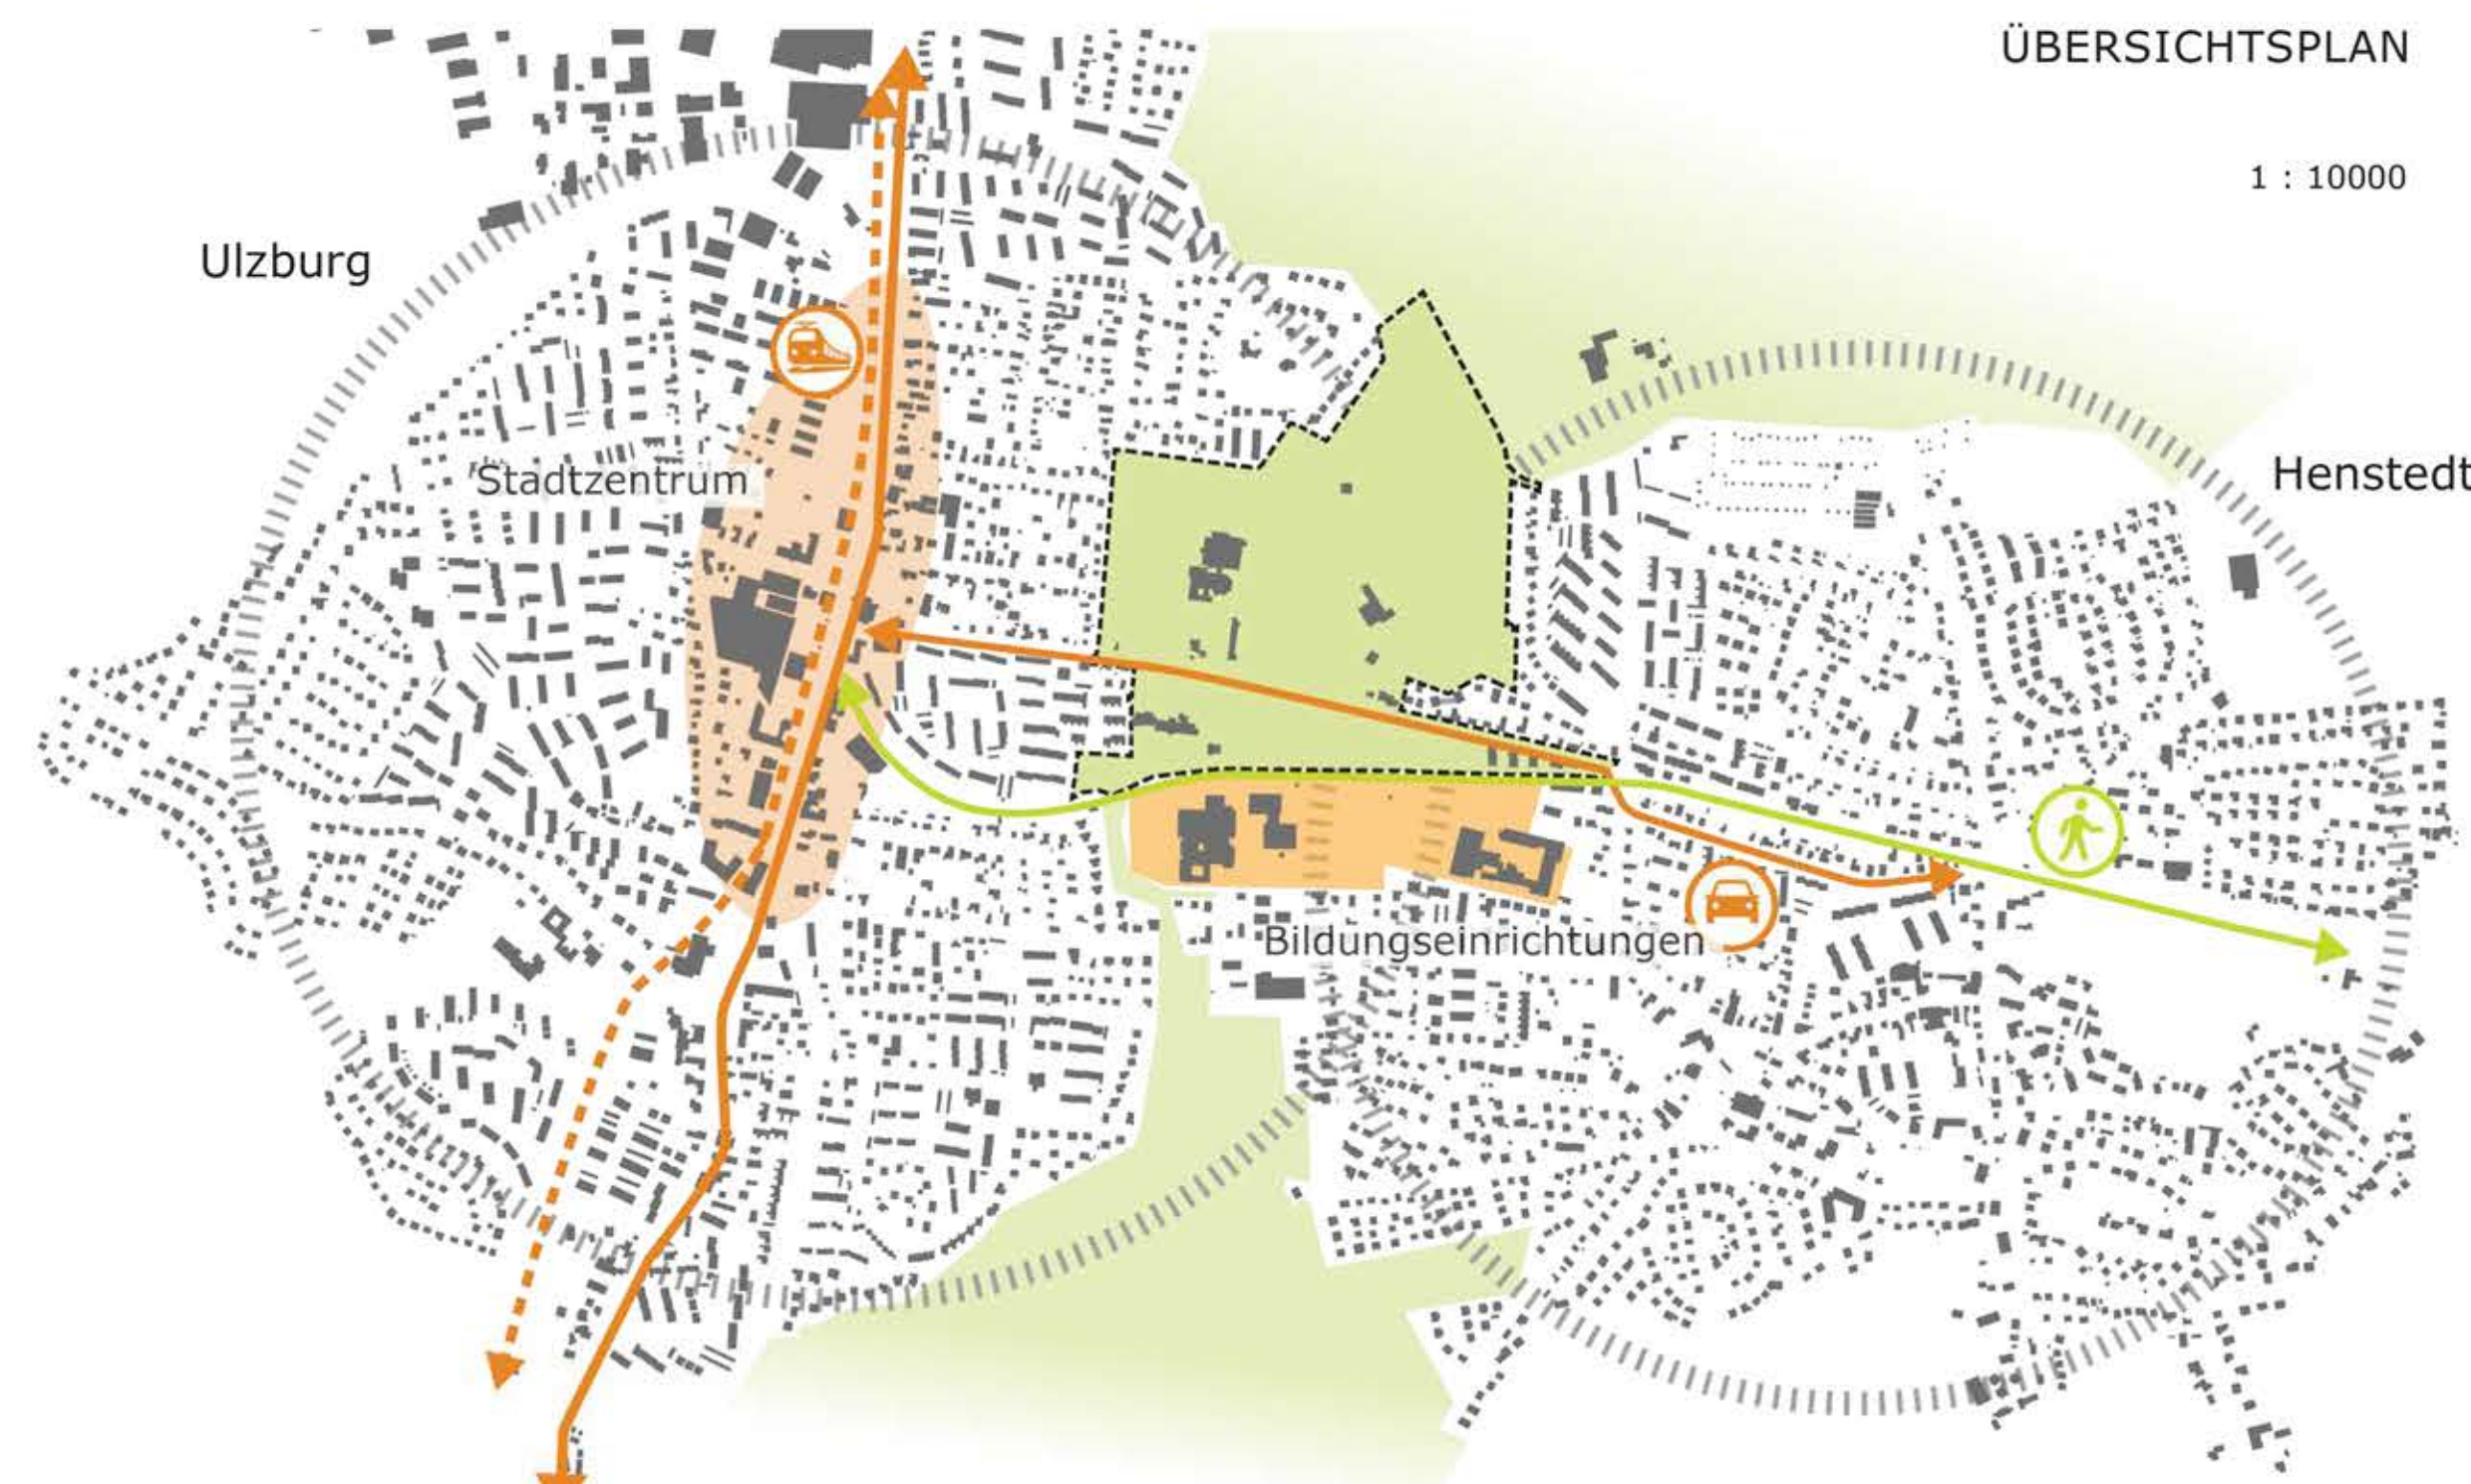 ÜBERSICHTSPLAN
1 : 10000
Ulzburg
Henstedt
Stadtzentrum
Bildungseinrichtungen